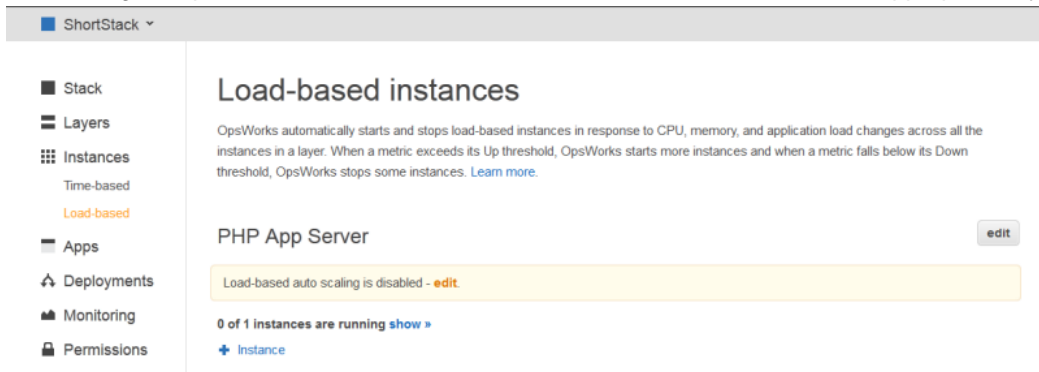 ShortStack
Stack
Layers
Instances
Time-based
Load-based
Apps
Deployments
Monitoring
Permissions
Load-based instances
OpsWorks automatically starts and stops load-based instances in response to CPU, memory, and application load changes across all the
instances in a layer. When a metric exceeds its Up threshold, OpsWorks starts more instances and when a metric falls below its Down
threshold, OpsWorks stops some instances. Learn more.
PHP App Server
edit
Load-based auto scaling is disabled - edit.
0 of 1 instances are running show »
+ Instance